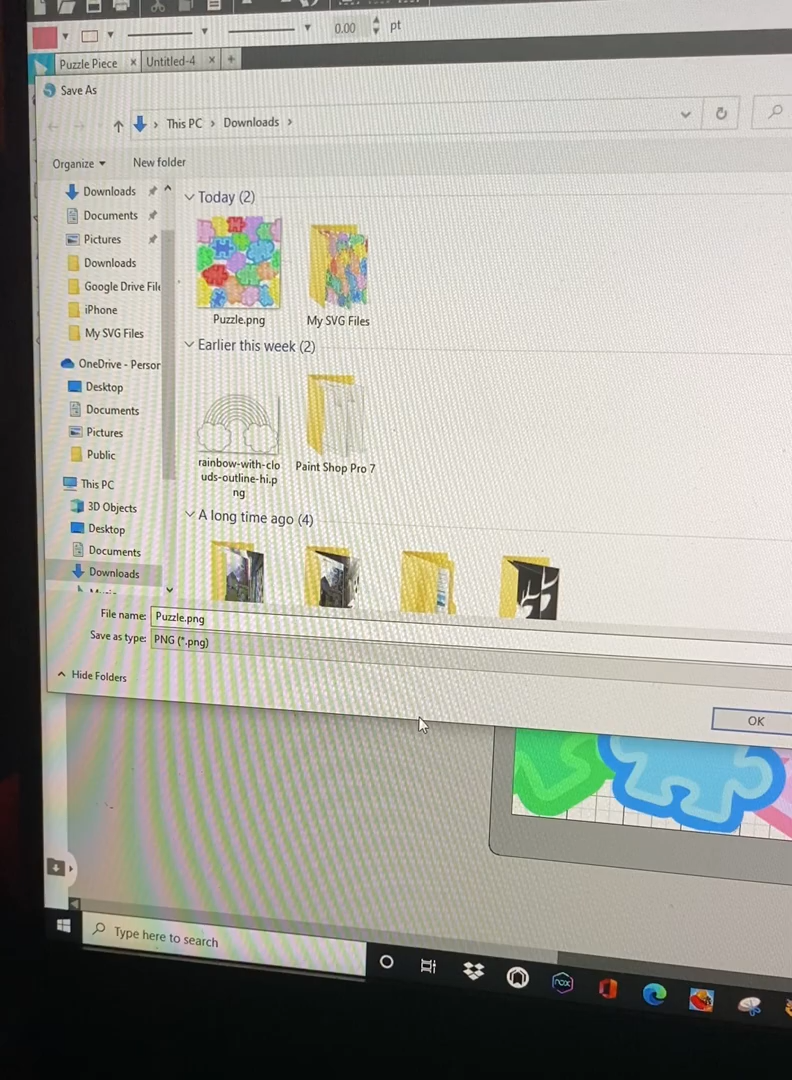 0.00 pt
Puzzle Piece × Untitled-4 × +
Save As
This PC > Downloads >
Organize New folder
Downloads
Documents
Pictures
Downloads
Google Drive File
iPhone
My SVG Files
OneDrive - Person
Desktop
Documents
Pictures
Public
This PC
3D Objects
Desktop
Documents
Downloads
Today (2)
Puzzle.png
My SVG Files
Earlier this week (2)
rainbow-with-clo
uds-outline-hi.p
ng
Paint Shop Pro 7
A long time ago (4)
File name: Puzzle.png
Save as type: PNG (*.png)
Hide Folders
OK
Type here to search
nox